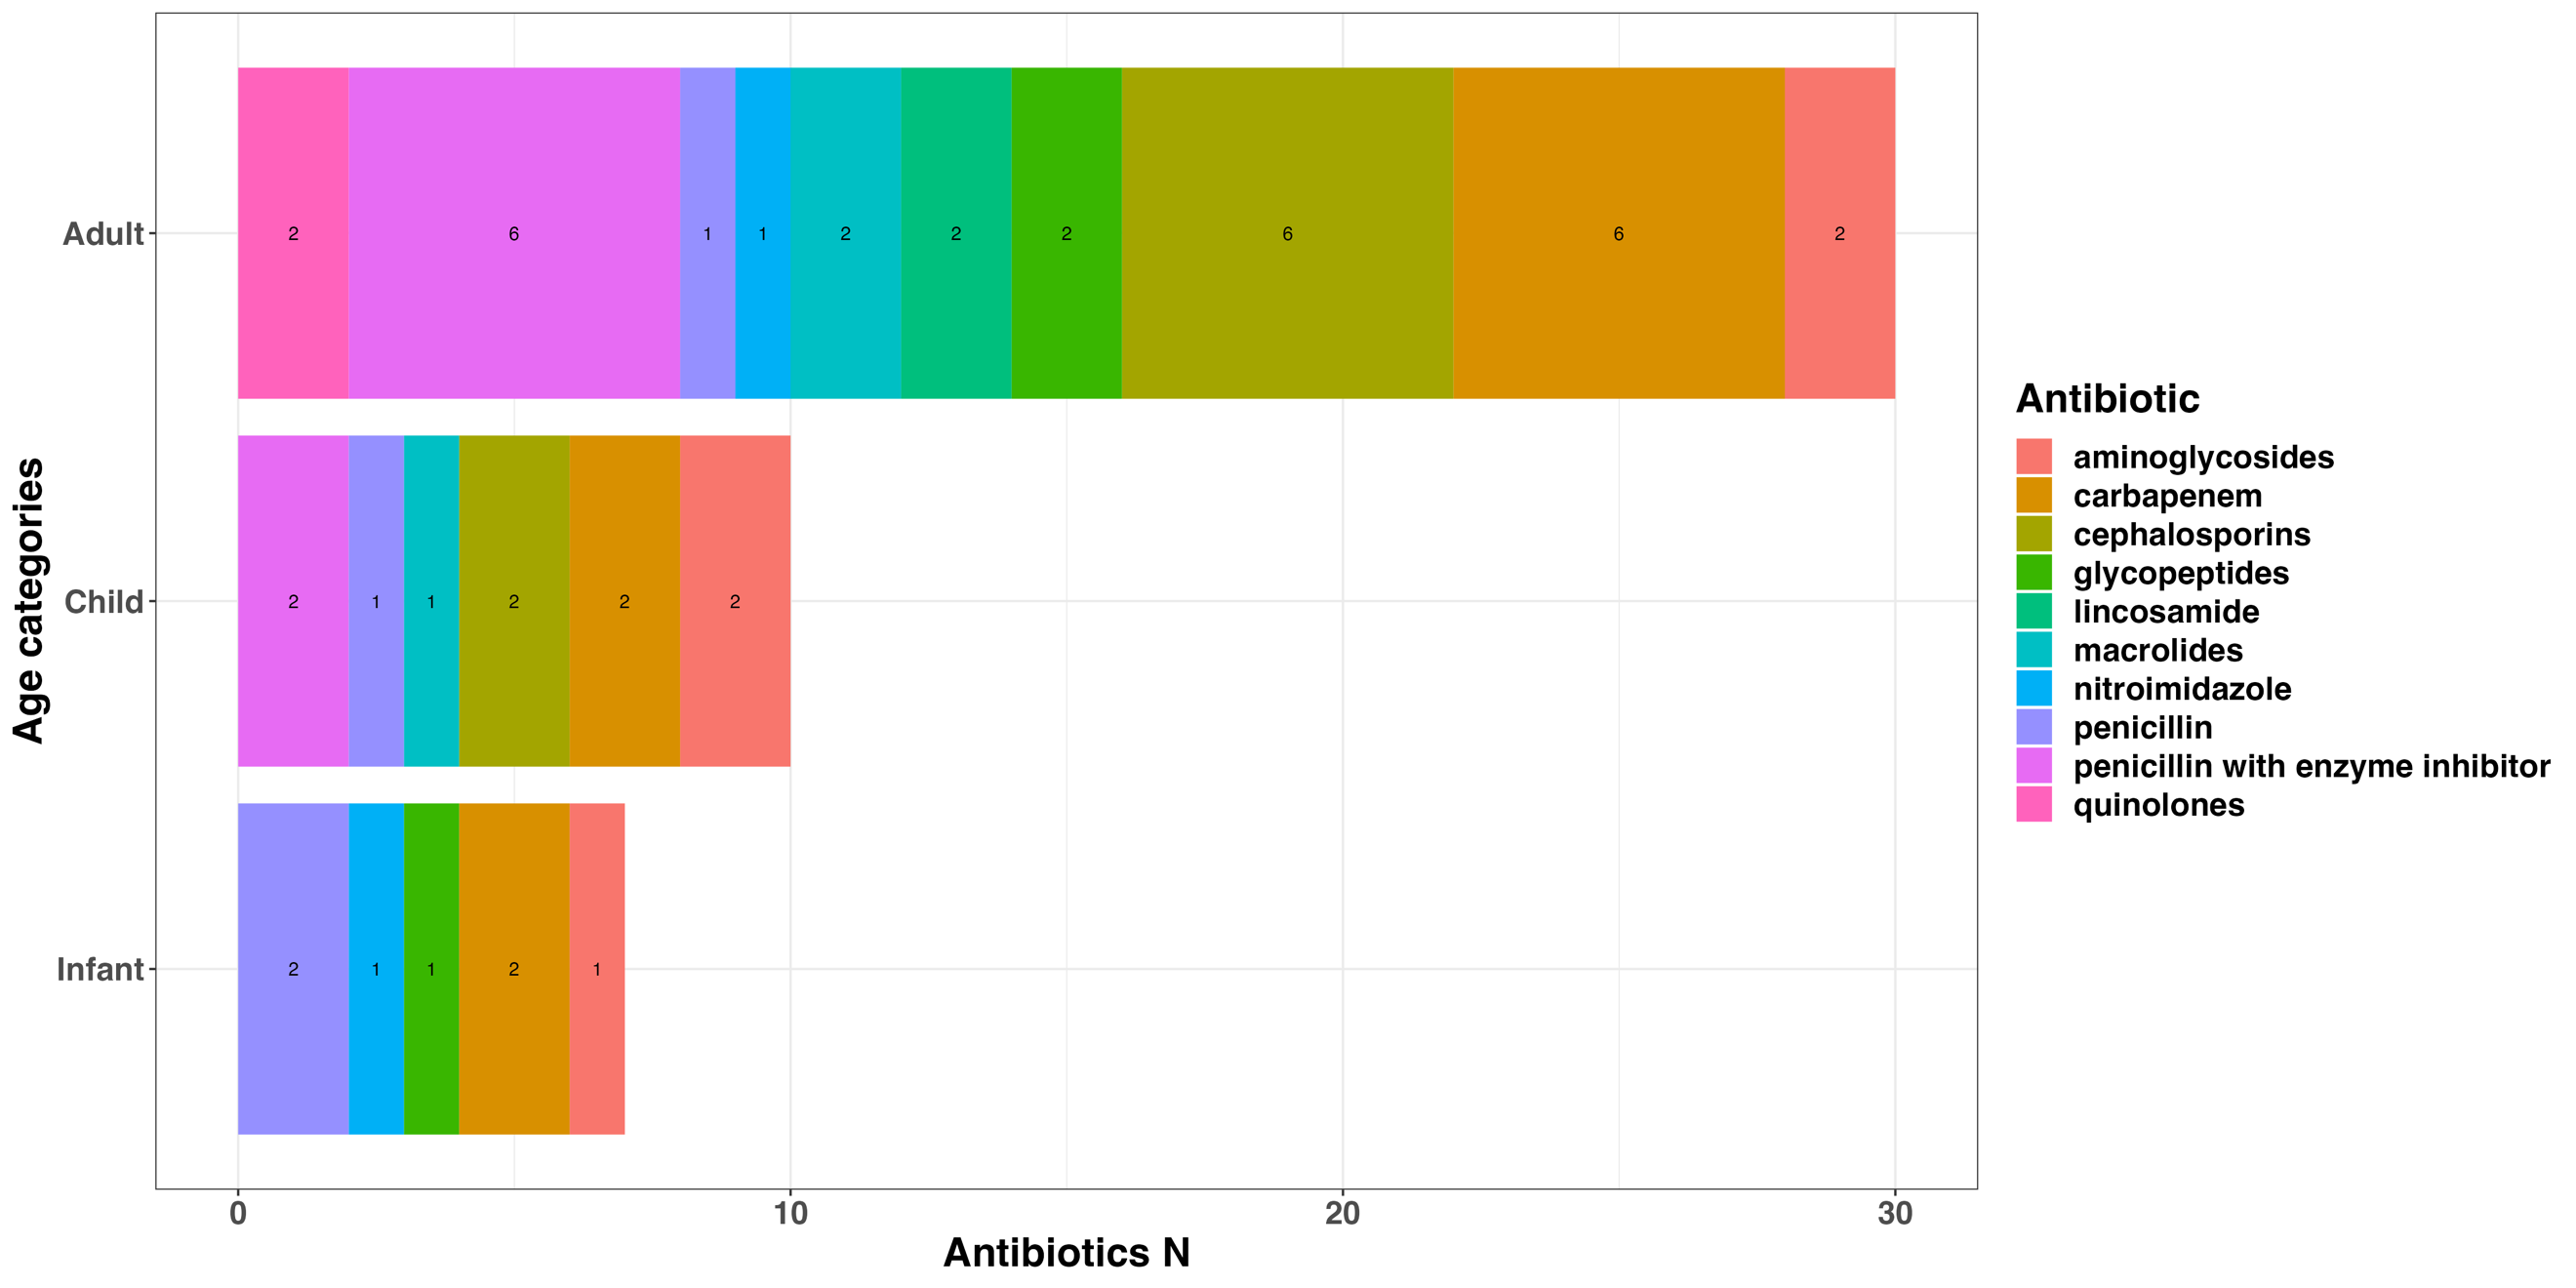 Age categories
Adult
2 6 1 1 2 2 2 6 6 2
Child
2 1 1 2 2 2
Infant
2 1 1 2 1
0 10 20 30
Antibiotics N
Antibiotic
aminoglycosides
carbapenem
cephalosporins
glycopeptides
lincosamide
macrolides
nitroimidazole
penicillin
penicillin with enzyme inhibitor
quinolones